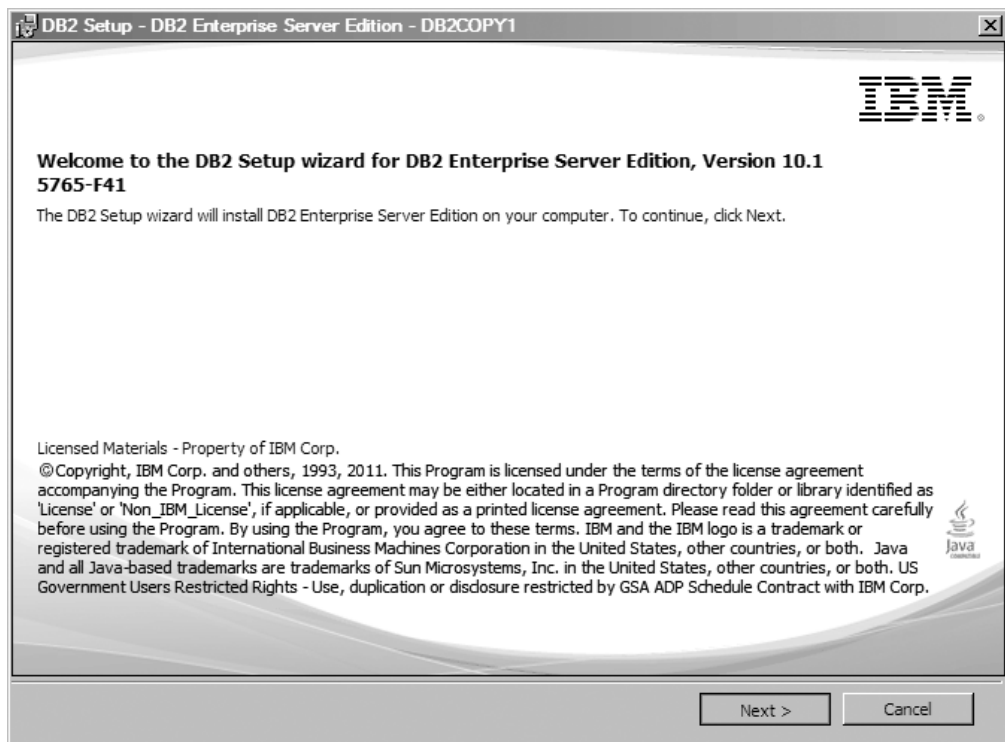 DB2 Setup - DB2 Enterprise Server Edition - DB2COPY1
IBM
Welcome to the DB2 Setup wizard for DB2 Enterprise Server Edition, Version 10.1
5765-F41
The DB2 Setup wizard will install DB2 Enterprise Server Edition on your computer. To continue, click Next.
Licensed Materials - Property of IBM Corp.
©Copyright, IBM Corp. and others, 1993, 2011. This Program is licensed under the terms of the license agreement
accompanying the Program. This license agreement may be either located in a Program directory folder or library identified as
'License' or 'Non_IBM_License', if applicable, or provided as a printed license agreement. Please read this agreement carefully
before using the Program. By using the Program, you agree to these terms. IBM and the IBM logo is a trademark or
registered trademark of International Business Machines Corporation in the United States, other countries, or both. Java
and all Java-based trademarks are trademarks of Sun Microsystems, Inc. in the United States, other countries, or both. US
Government Users Restricted Rights - Use, duplication or disclosure restricted by GSA ADP Schedule Contract with IBM Corp.
Java
COMPATIBLE
Next >
Cancel